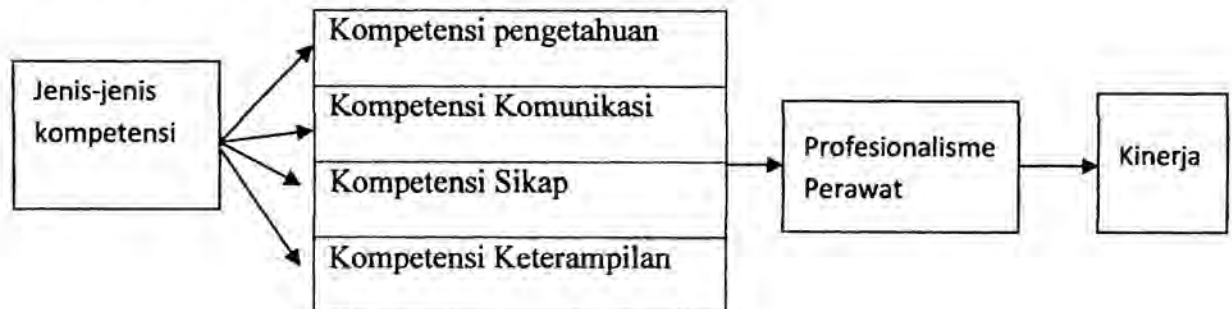 Jenis-jenis
kompetensi
Kompetensi pengetahuan
Kompetensi Komunikasi
Kompetensi Sikap
Kompetensi Keterampilan
Profesionalisme
Perawat
Kinerja